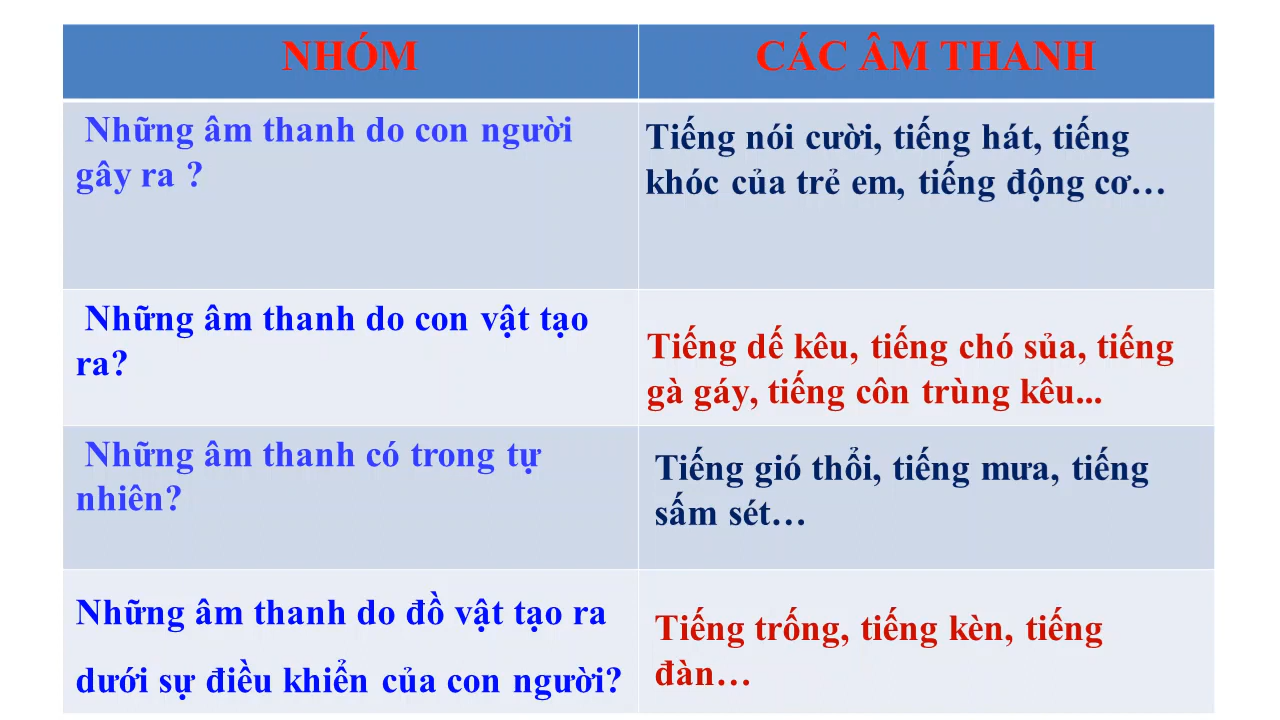 NHÓM
CÁC ÂM THANH
Những âm thanh do con người
gây ra ?
Tiếng nói cười, tiếng hát, tiếng
khóc của trẻ em, tiếng động cơ…
Những âm thanh do con vật tạo
ra?
Tiếng dế kêu, tiếng chó sủa, tiếng
gà gáy, tiếng côn trùng kêu...
Những âm thanh có trong tự
nhiên?
Tiếng gió thổi, tiếng mưa, tiếng
sấm sét…
Những âm thanh do đồ vật tạo ra
dưới sự điều khiển của con người?
Tiếng trống, tiếng kèn, tiếng
đàn…